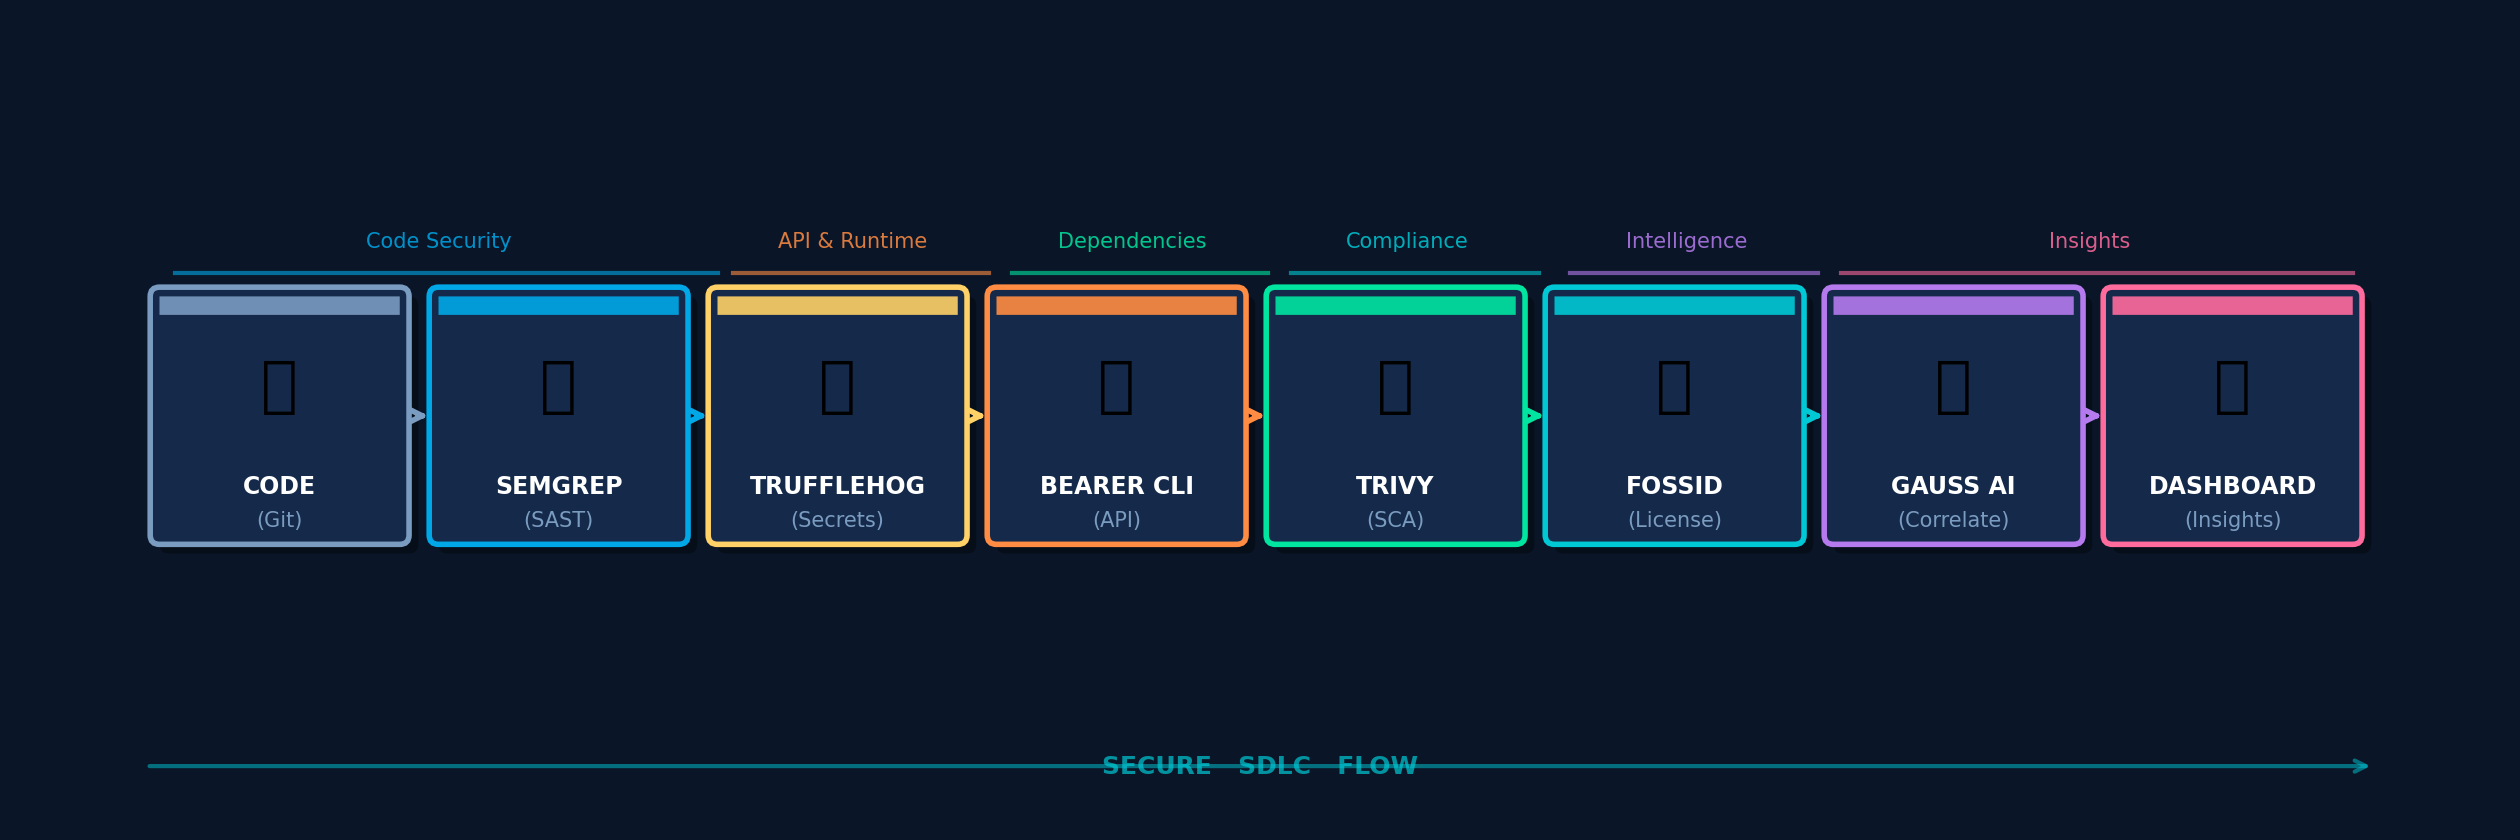 Code Security
API & Runtime
Dependencies
Compliance
Intelligence
Insights
CODE
(Git)
SEMGREP
(SAST)
TRUFFLEHOG
(Secrets)
BEARER CLI
(API)
TRIVY
(SCA)
FOSSID
(License)
GAUSS AI
(Correlate)
DASHBOARD
(Insights)
SECURE SDLC FLOW